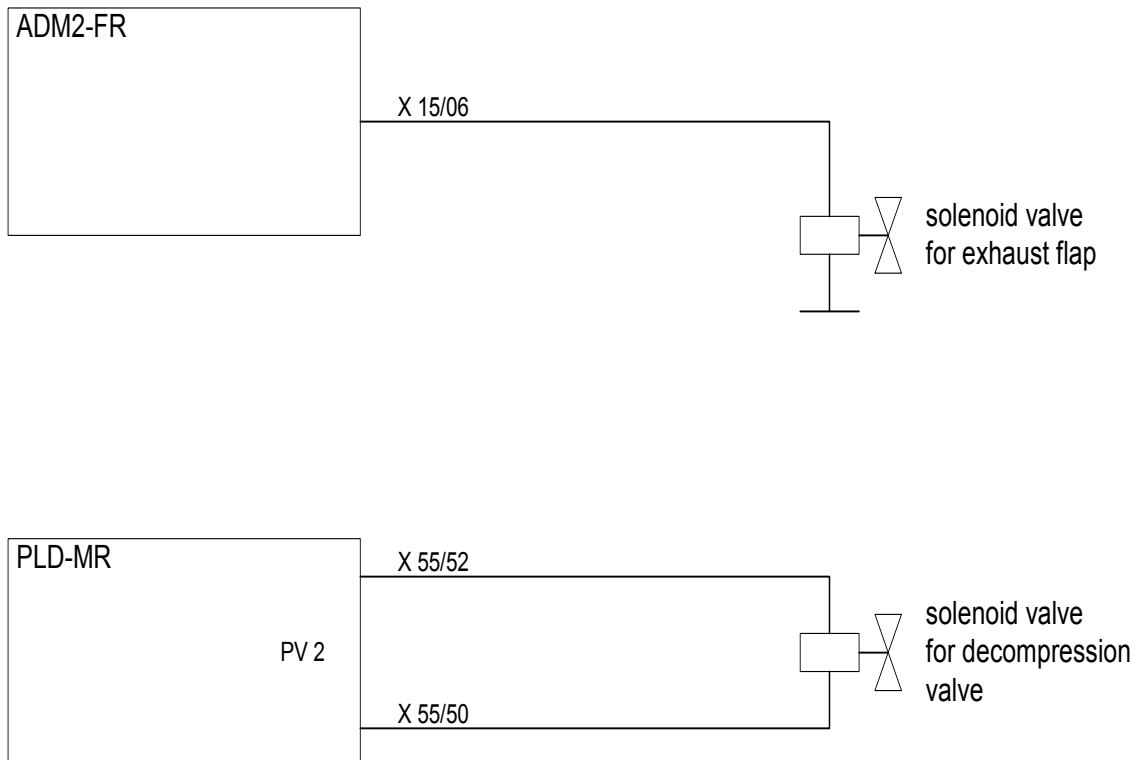 ADM2-FR
X 15/06
solenoid valve
for exhaust flap
PLD-MR
X 55/52
PV 2
X 55/50
solenoid valve
for decompression
valve